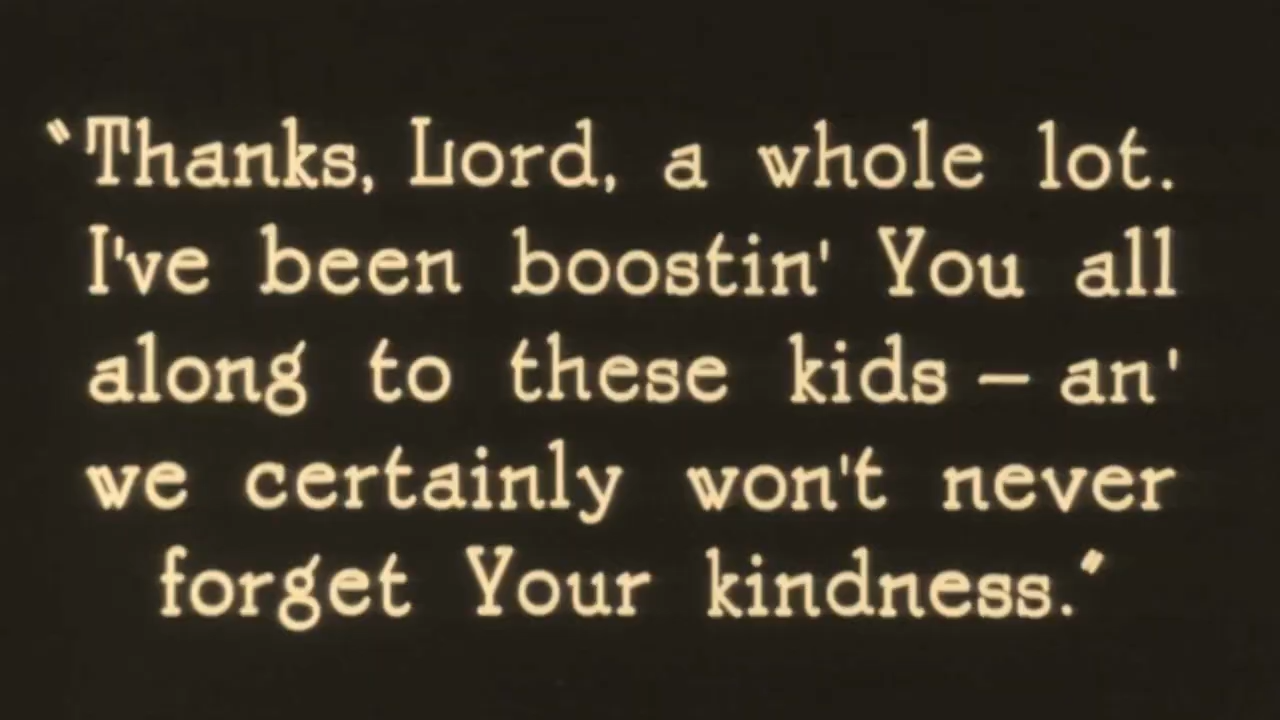 "Thanks, Lord, a whole lot.
I've been boostin' You all
along to these kids — an'
we certainly won't never
forget Your kindness."